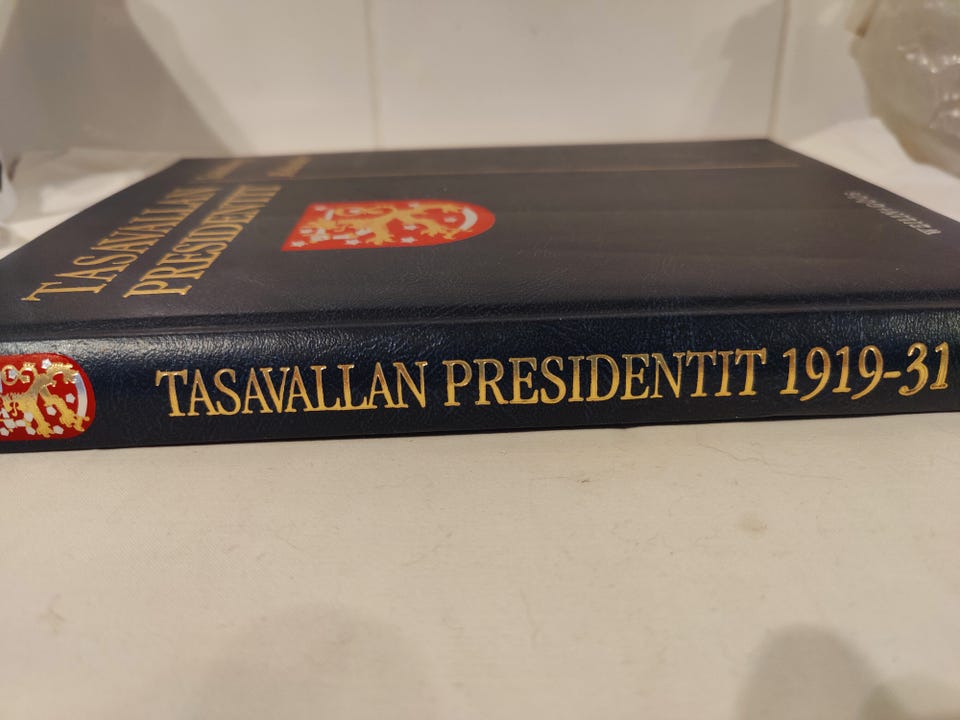 TASAVALLAN
PRESIDENTIT
TASAVALLAN PRESIDENTIT 1919-31